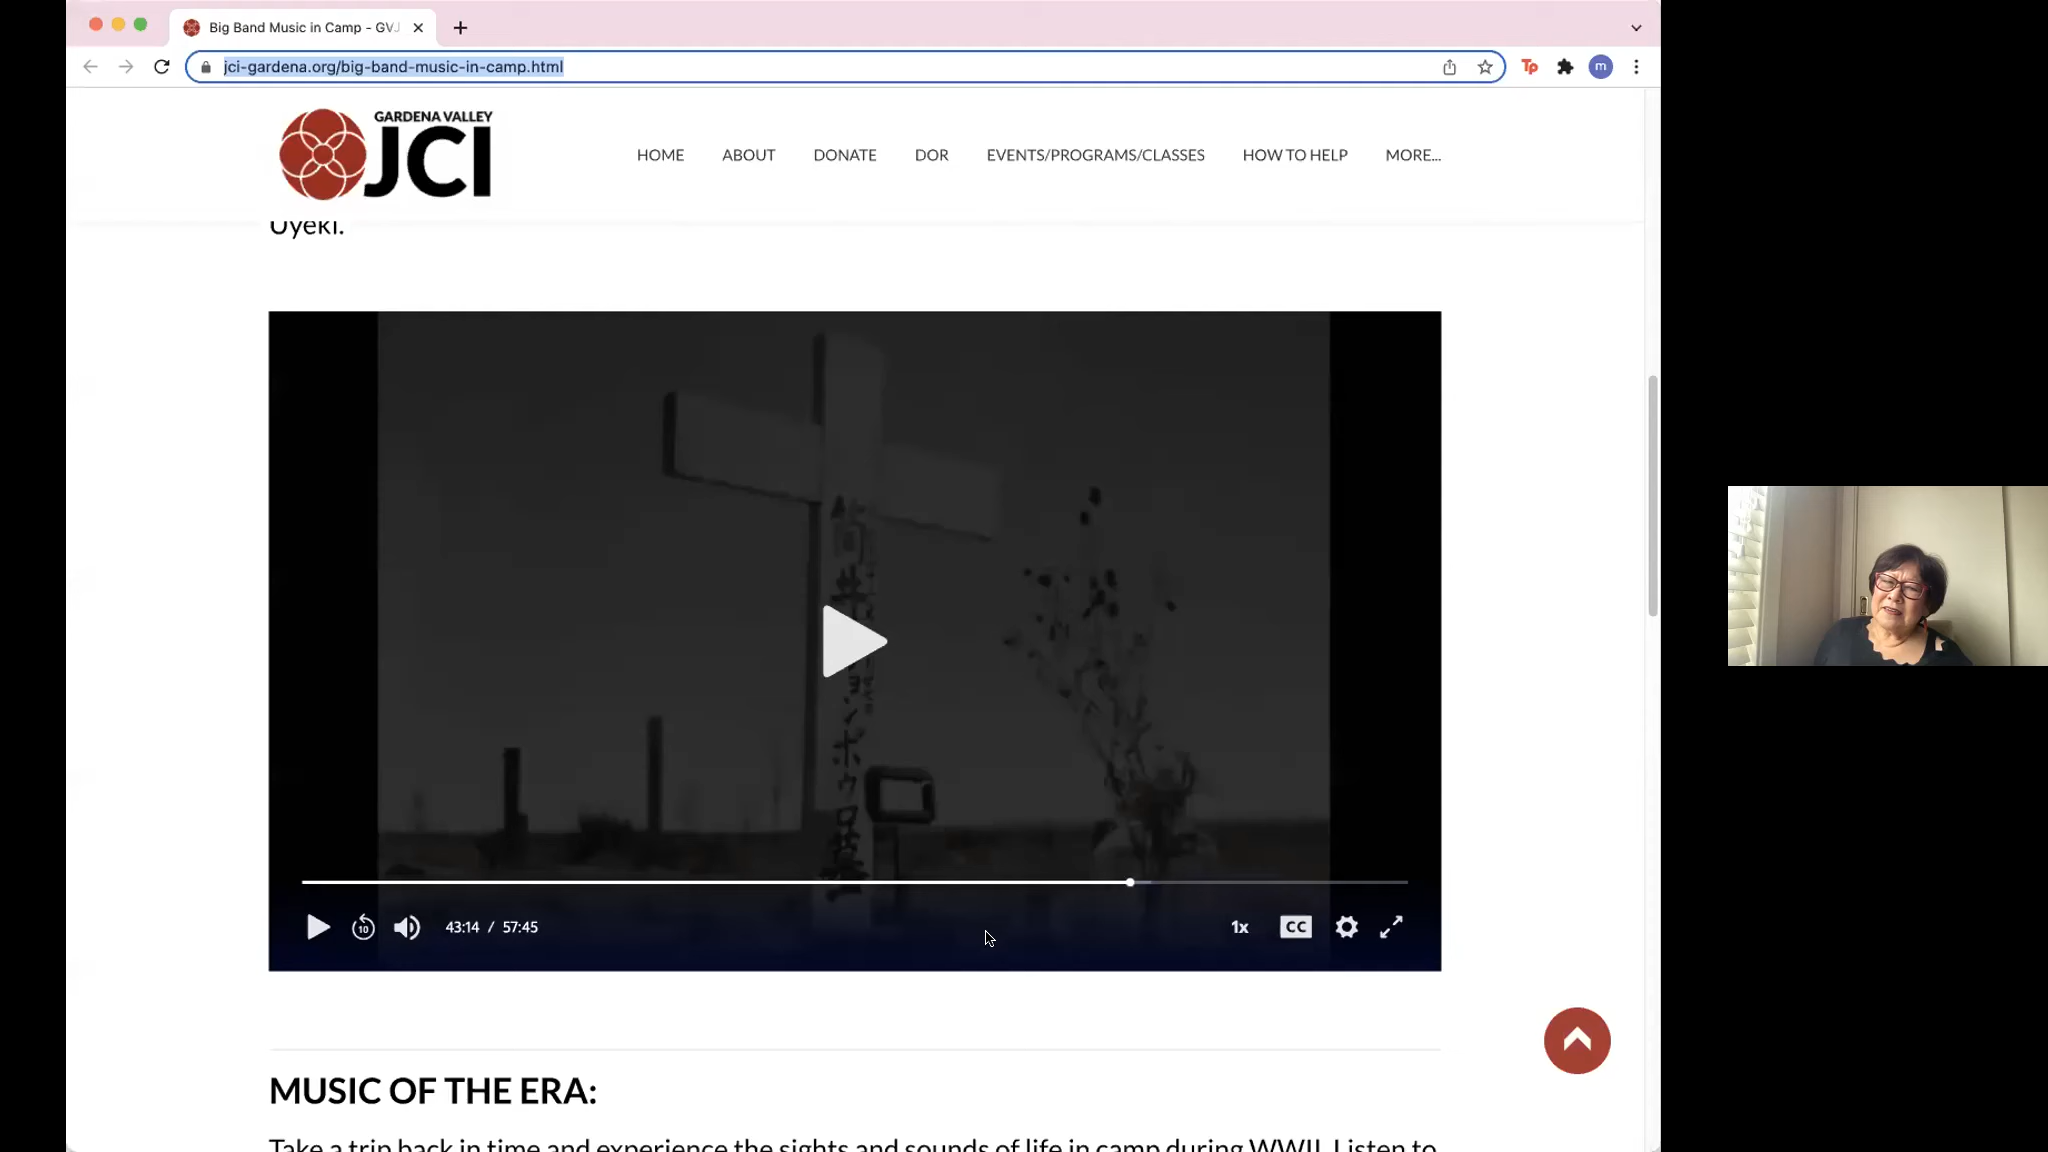 Big Band Music in Camp - GVJ
jci-gardena.org/big-band-music-in-camp.html
Tp
m
GARDENA VALLEY
JCI
HOME
ABOUT
DONATE
DOR
EVENTS/PROGRAMS/CLASSES
HOW TO HELP
MORE...
Uyeki.
10
43:14 / 57:45
1x
CC
MUSIC OF THE ERA:
Take a trip back in time and experience the sights and sounds of life in camp during WWII. Listen to